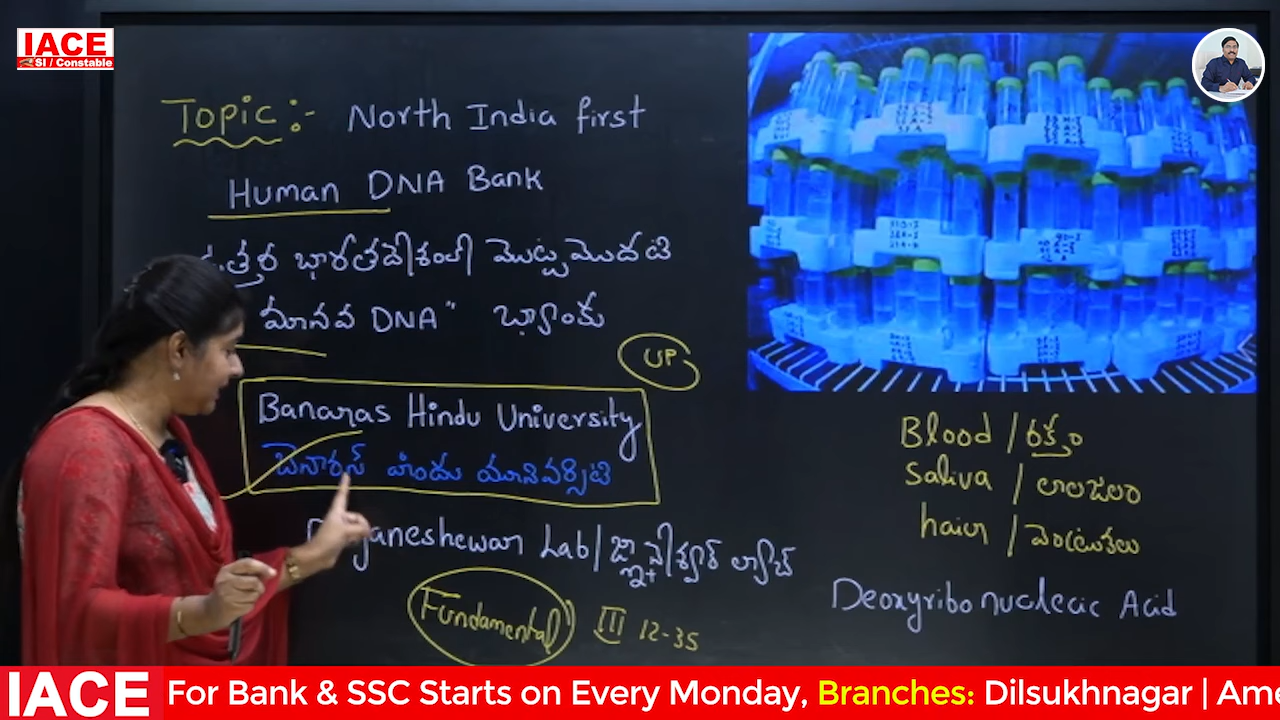 IACE
SI / Constable
Topic :- North India first
Human DNA Bank
ఉత్తర భారతదేశంలో మొట్టమొదటి
మానవ DNA" బ్యాంకు
UP
Banaras Hindu University
బెనారస్ హిందు యూనివర్సిటి
Lab / జ్ఞానేశ్వర్ ల్యాబ్
Fundamental III 12-35
Blood / రక్తం
saliva / లాలాజలం
hair / వెంట్రుకలు
Deoxyribo nucleic Acid
IACE For Bank & SSC Starts on Every Monday, Branches: Dilsukhnagar | Ame